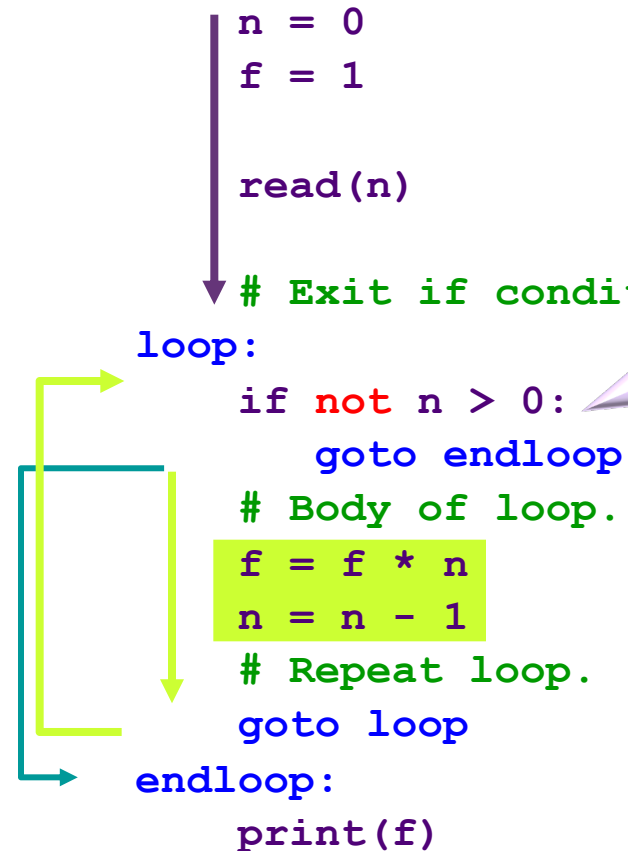 n = 0
f = 1
read(n)
# Exit if
loop:
if not n > 0:
goto endloop
# Body of loop.
f = f * n
n = n - 1
# Repeat loop.
goto loop
endloop:
print(f)